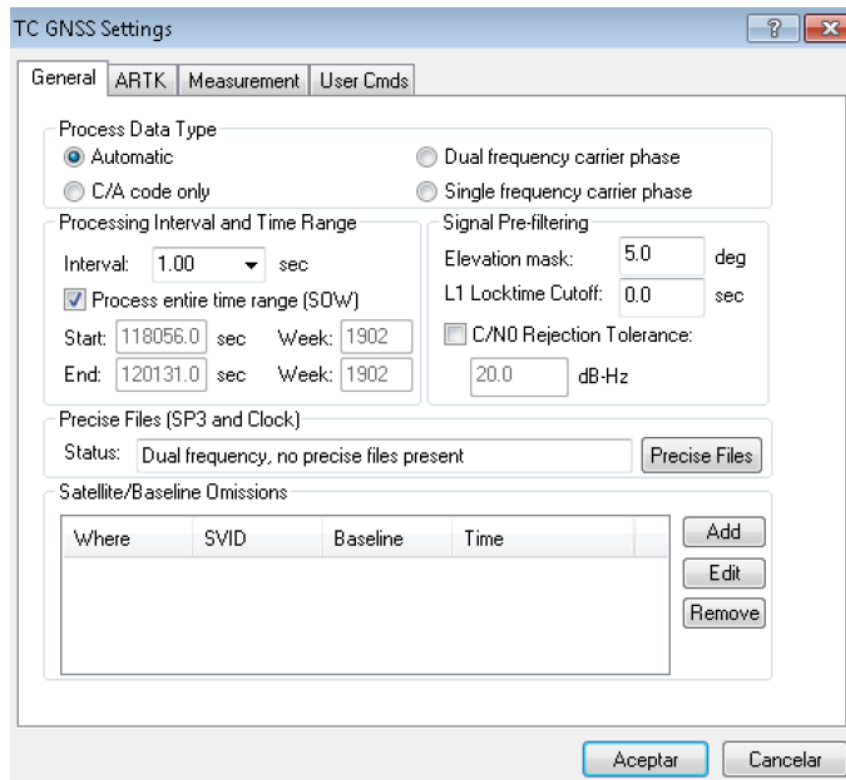 TC GNSS Settings
General ARTK Measurement User Cmds
Process Data Type
Automatic Dual frequency carrier phase
C/A code only Single frequency carrier phase
Processing Interval and Time Range
Interval: 1.00 sec
Process entire time range (SOW)
Start: 118056.0 sec Week: 1902
End: 120131.0 sec Week: 1902
Signal Pre-filtering
Elevation mask: 5.0 deg
L1 Locktime Cutoff: 0.0 sec
C/N0 Rejection Tolerance:
20.0 dB-Hz
Precise Files (SP3 and Clock)
Status: Dual frequency, no precise files present Precise Files
Satellite/Baseline Omissions
Where SVID Baseline Time
Add
Edit
Remove
Aceptar Cancelar